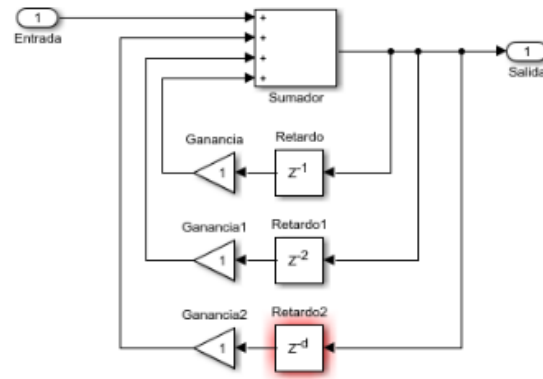 1
Entrada
+
+
+
+
Sumador
1
Salida
Ganancia
Retardo
1
Z-1
Ganancia1
Retardo1
1
Z-2
Ganancia2
Retardo2
1
Z-d